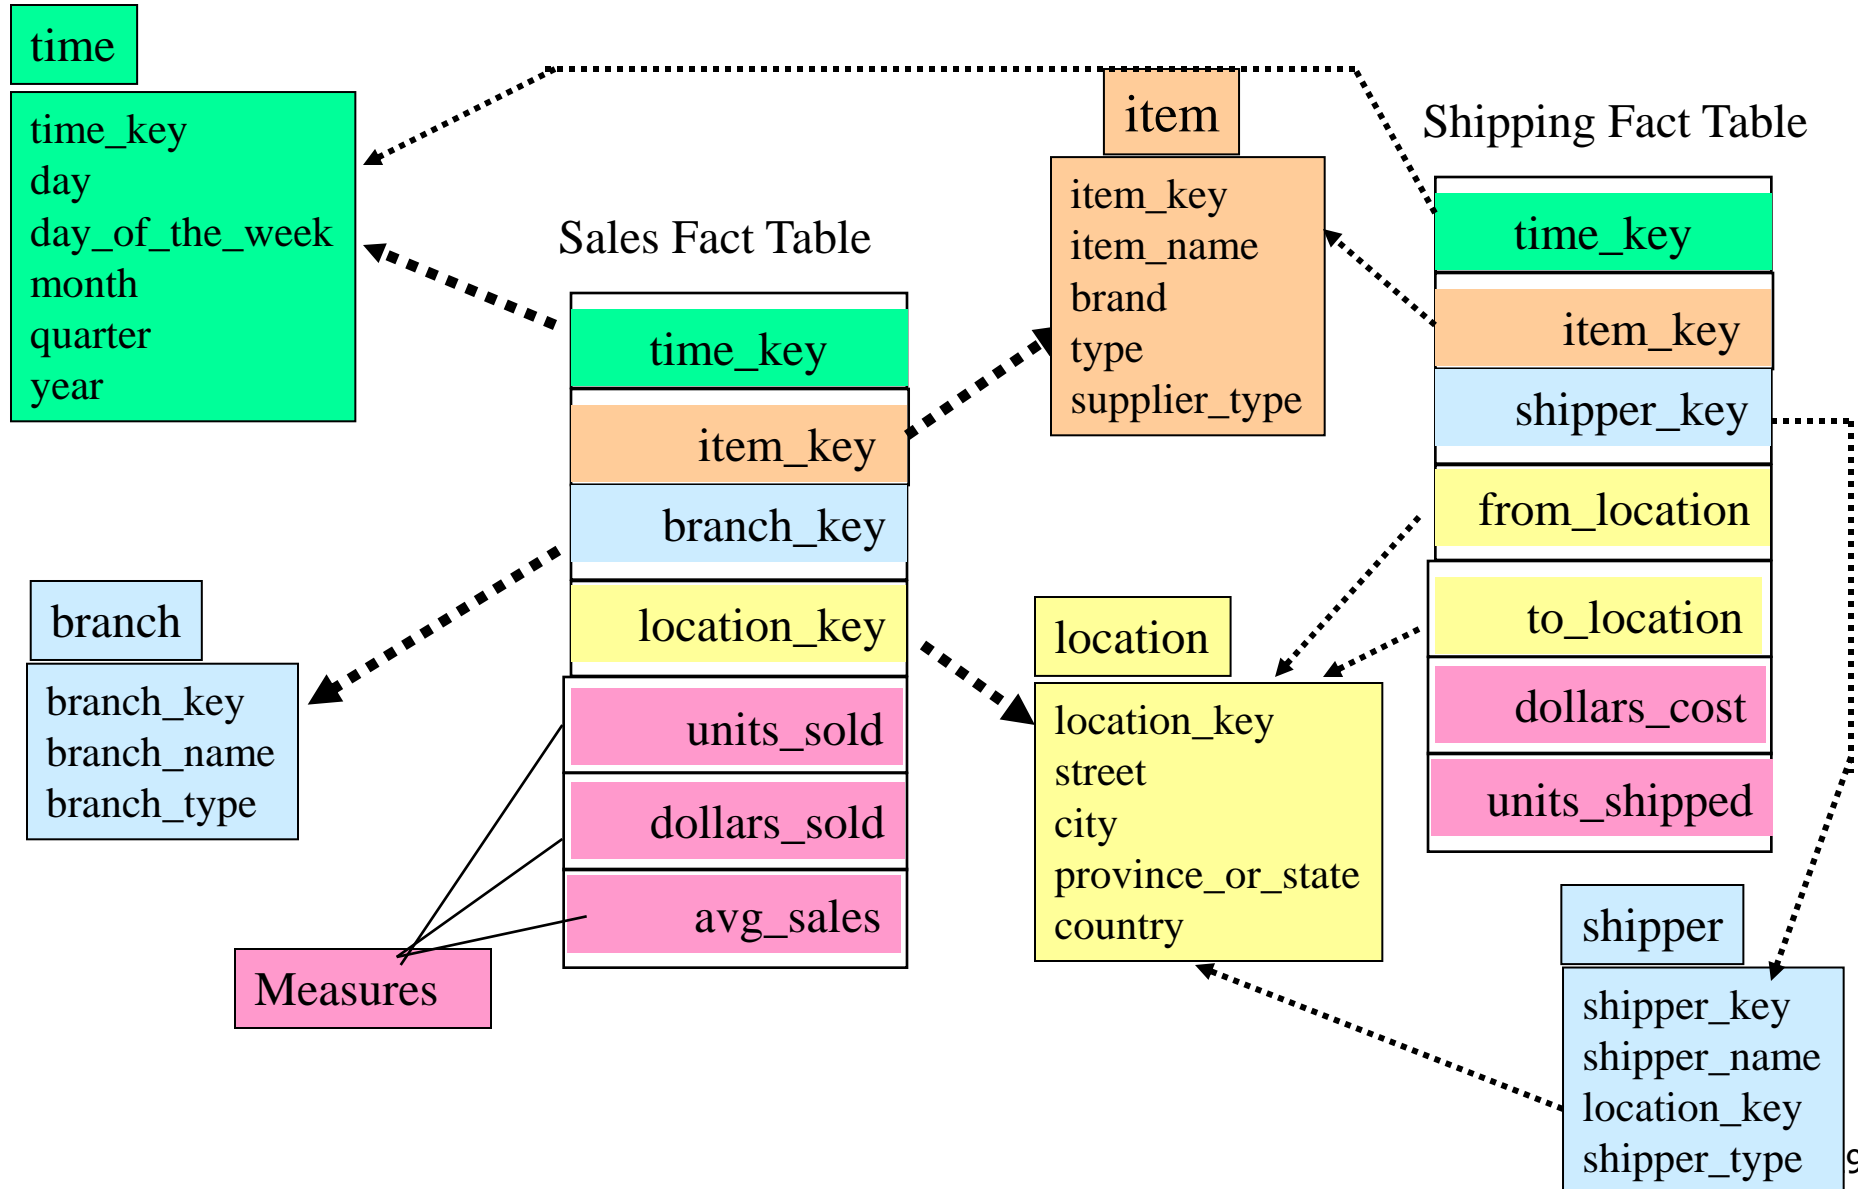 time
time_key
day
day_of_the_week
month
quarter
year
Sales Fact Table
time_key
item_key
branch_key
location_key
units_sold
dollars_sold
avg_sales
Measures
branch
branch_key
branch_name
branch_type
item
item_key
item_name
brand
type
supplier_type
location
location_key
street
city
province_or_state
country
Shipping Fact Table
time_key
item_key
shipper_key
from_location
to_location
dollars_cost
units_shipped
shipper
shipper_key
shipper_name
location_key
shipper_type